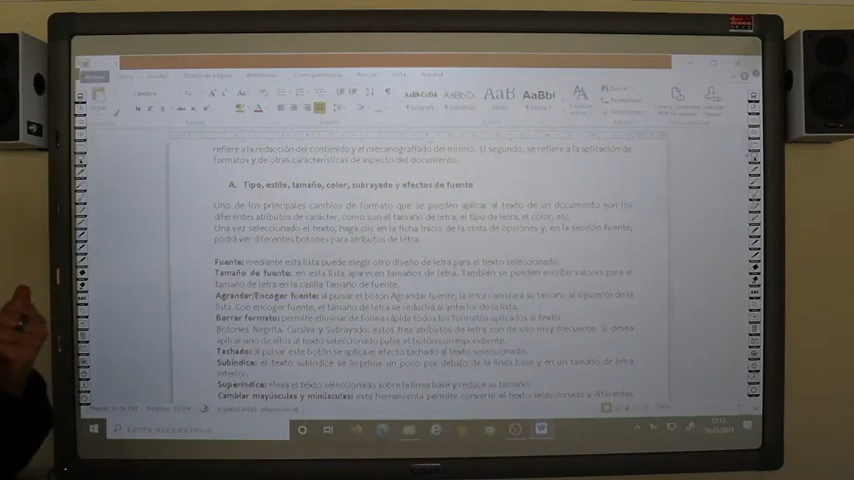 Archivo
AaBbCcDd AaBbCc AaB AaBb(
refiere a la redacción del contenido y el mecanografiado del mismo. El segundo, se refiere a la aplicación de
formatos y de otras características de aspecto del documento.
A. Tipo, estilo, tamaño, color, subrayado y efectos de fuente
Uno de los principales cambios de formato que se pueden aplicar al texto de un documento son los
diferentes atributos de carácter, como son el tamaño de letra, el tipo de letra, el color, etc.
Una vez seleccionado el texto, haga clic en la ficha inicio de la cinta de opciones y, en la sección fuente,
podrá ver diferentes botones para atributos de letra:
Fuente: mediante esta lista puede elegir otro diseño de letra para el texto seleccionado.
Tamaño de fuente: en esta lista aparecen tamaños de letra. También se pueden escribir valores para el
tamaño de letra en la casilla Tamaño de fuente.
Agrandar/Encoger fuente: al pulsar el botón Agrandar fuente, la letra cambiará su tamaño al siguiente de la
lista. Con encoger fuente, el tamaño de letra se reducirá al anterior de la lista.
Borrar formato: permite eliminar de forma rápida todos los formatos aplicados al texto.
Botones Negrita, Cursiva y Subrayado: estos tres atributos de letra son de uso muy frecuente. Si desea
aplicar uno de ellos al texto seleccionado pulse el botón correspondiente.
Tachado: al pulsar este botón se aplica el efecto tachado al texto seleccionado.
Subíndice: el texto subíndice se imprime un poco por debajo de la línea base y en un tamaño de letra
inferior.
Superíndice: eleva el texto seleccionado sobre la línea base y reduce su tamaño.
Cambiar mayúsculas y minúsculas: esta herramienta permite convertir el texto seleccionado a diferentes
Escribe aquí para buscar
17:12